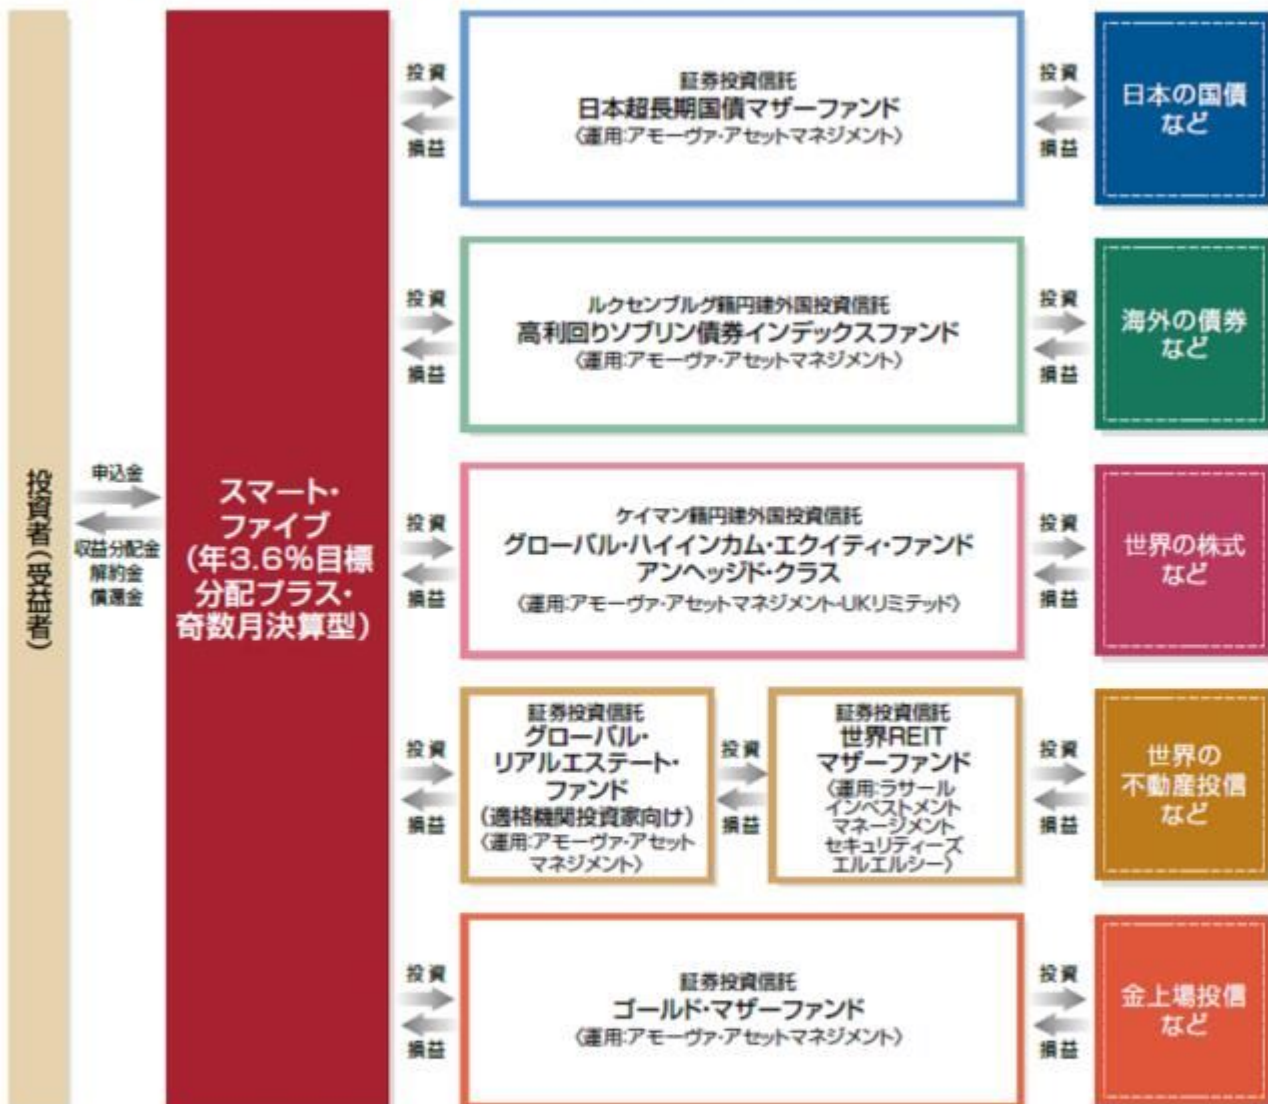 投資者(受益者)
申込金
収益分配金
解約金
償還金
スマート・
ファイブ
(年3.6%目標
分配プラス・
奇数月決算型)
投資
損益
証券投資信託
日本超長期国債マザーファンド
〈運用:アモーヴァ・アセットマネジメント〉
投資
損益
日本の国債
など
投資
損益
ルクセンブルグ籍円建外国投資信託
高利回りソブリン債券インデックスファンド
〈運用:アモーヴァ・アセットマネジメント〉
投資
損益
海外の債券
など
投資
損益
ケイマン籍円建外国投資信託
グローバル・ハイインカム・エクイティ・ファンド
アンヘッジド・クラス
〈運用:アモーヴァ・アセットマネジメント・UKリミテッド〉
投資
損益
世界の株式
など
投資
損益
証券投資信託
グローバル・
リアルエステート・
ファンド
(適格機関投資家向け)
〈運用:アモーヴァ・アセット
マネジメント〉
投資
損益
証券投資信託
世界REIT
マザーファンド
〈運用:ラサール
インベストメント
マネージメント
セキュリティーズ
エルエルシー〉
投資
損益
世界の
不動産投信
など
投資
損益
証券投資信託
ゴールド・マザーファンド
〈運用:アモーヴァ・アセットマネジメント〉
投資
損益
金上場投信
など